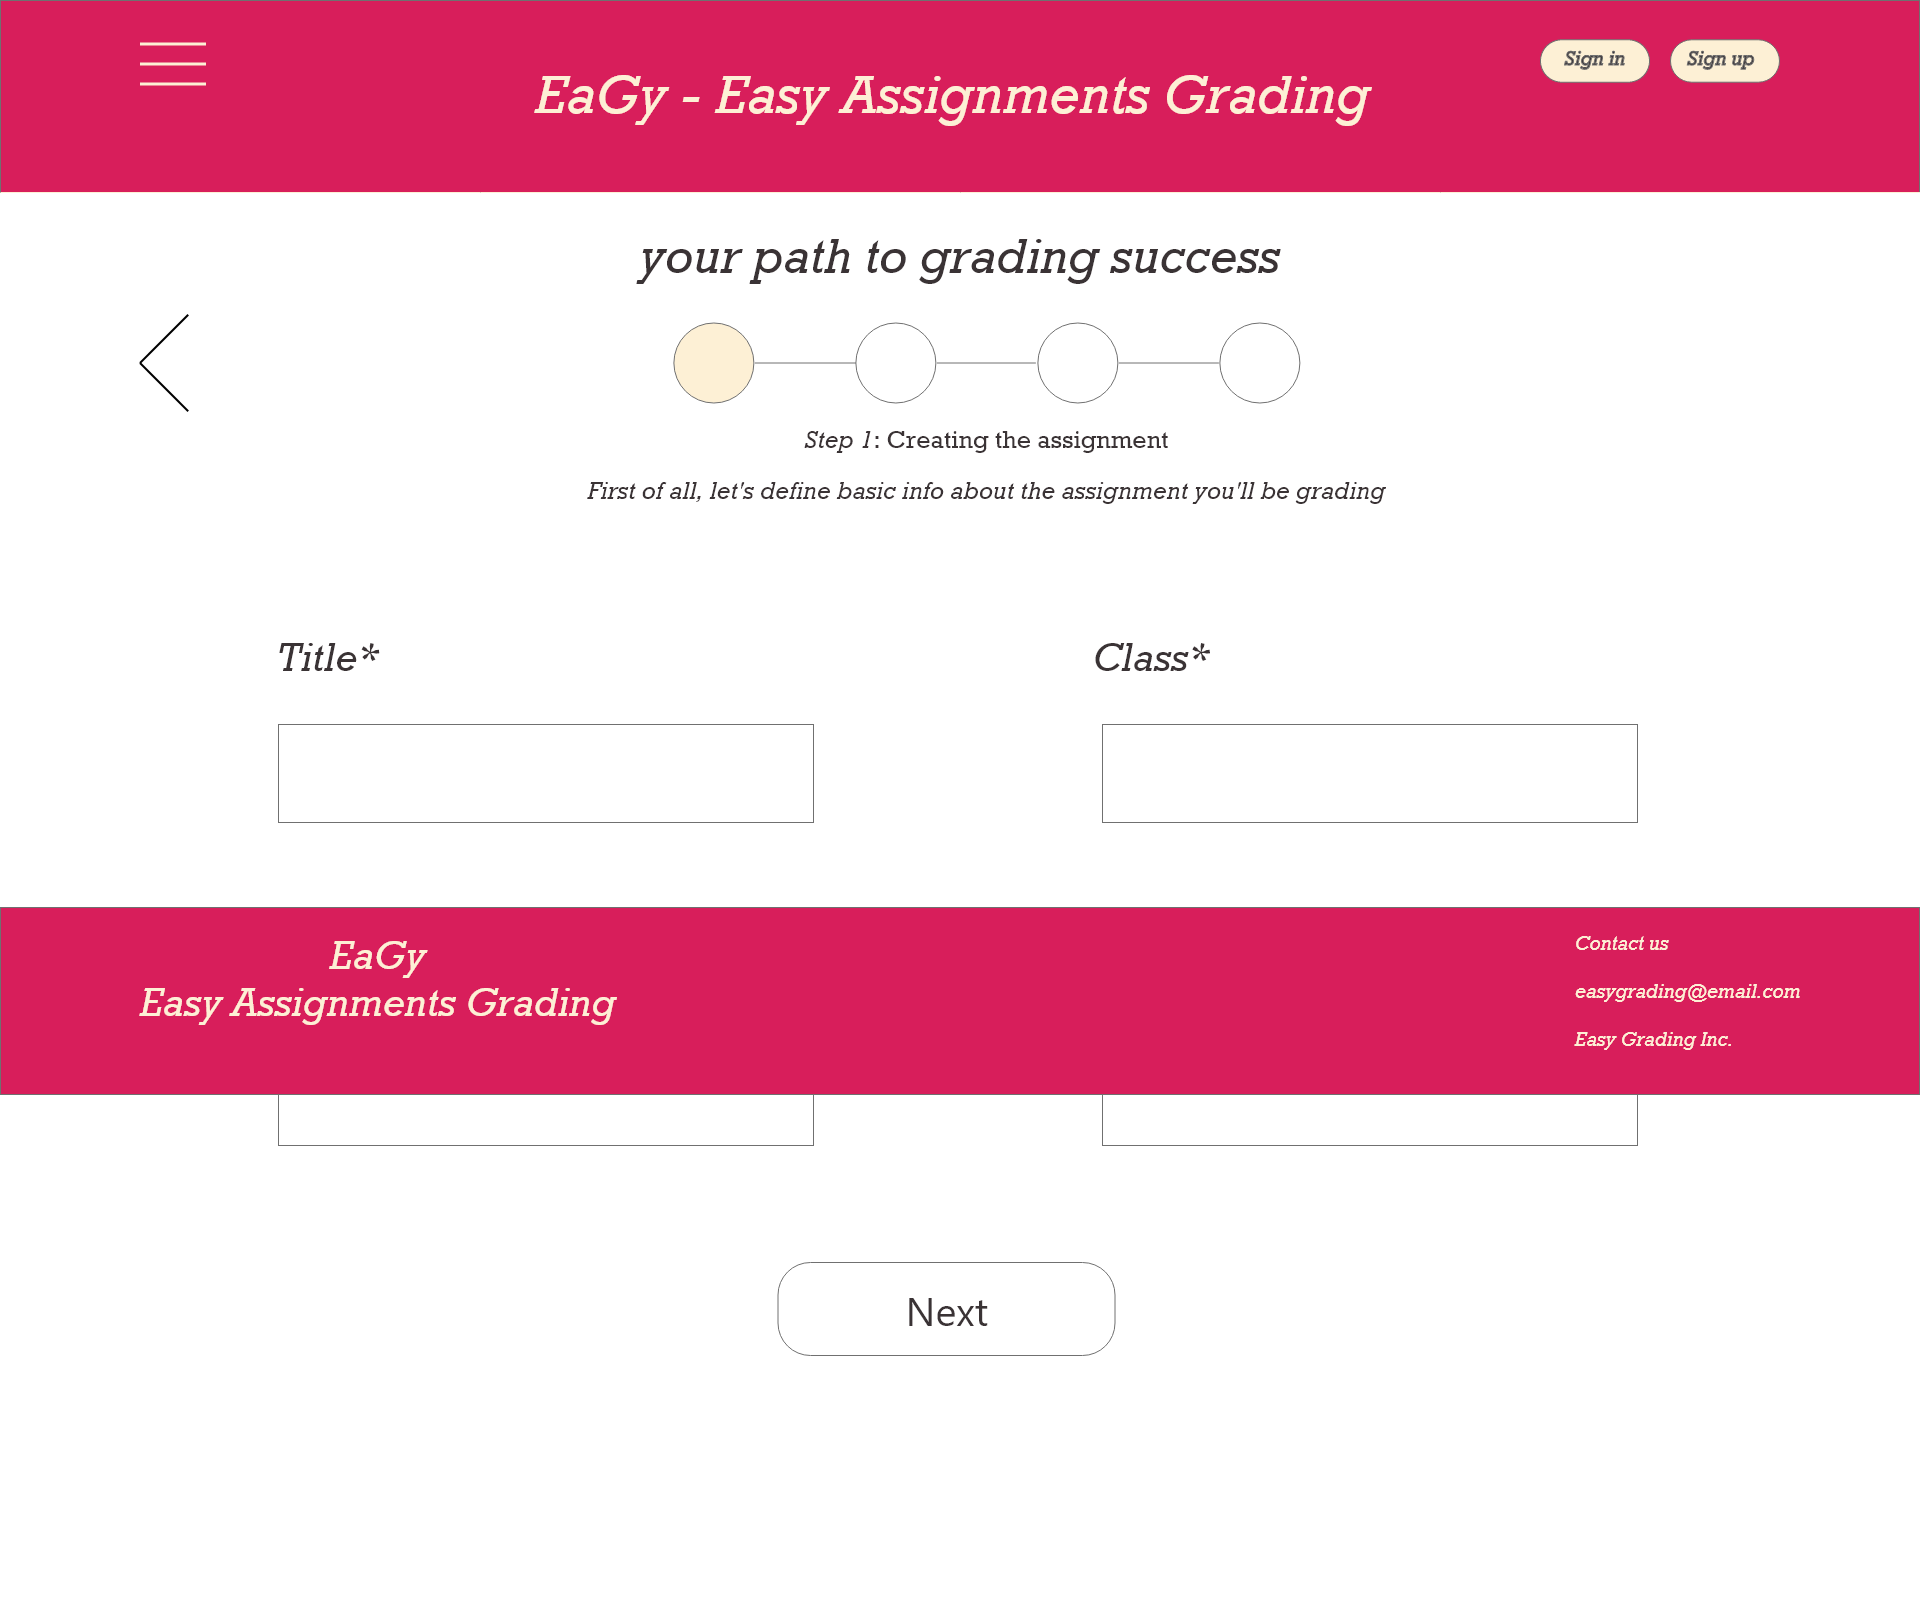 EaGy - Easy Assignments Grading
Sign in
Sign up
your path to grading success
Step 1: Creating the assignment
First of all, let's define basic info about the assignment you'll be grading
Title*
Class*
EaGy
Easy Assignments Grading
Contact us
easygrading@email.com
Easy Grading Inc.
Next